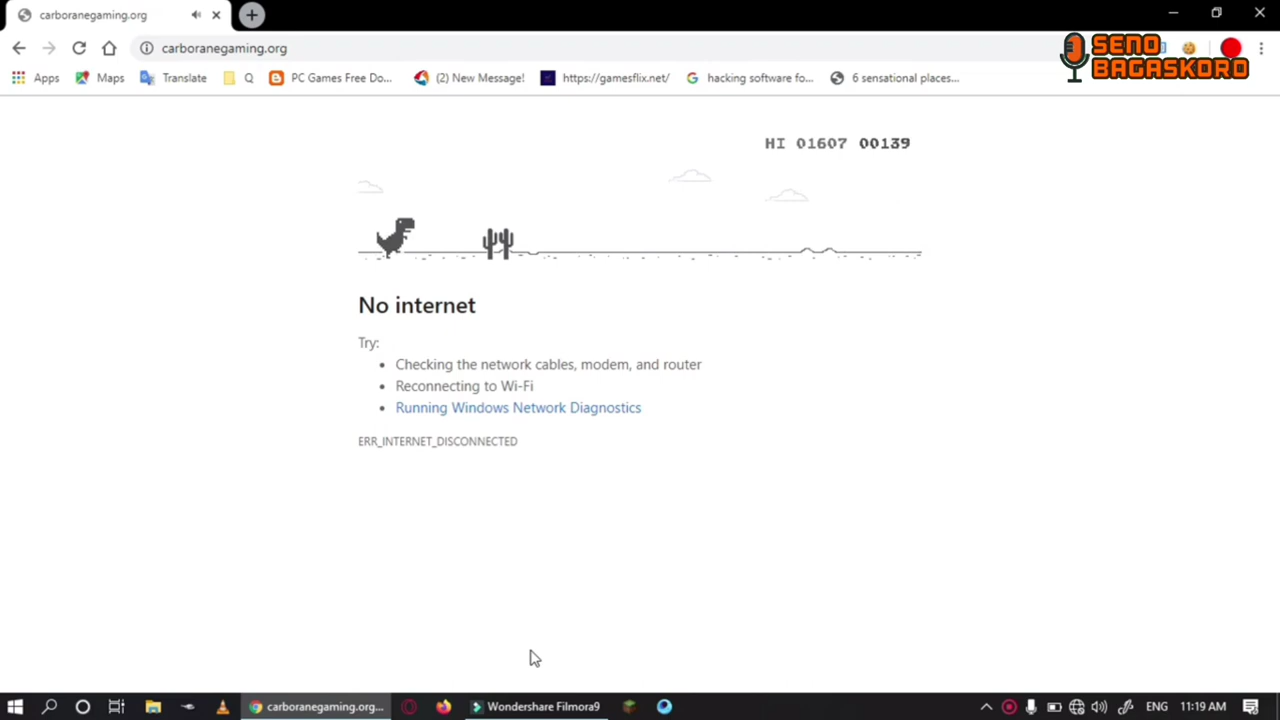 carboranegaming.org
carboranegaming.org
SENO
BAGASKORO
Apps Maps Translate Q PC Games Free Do... (2) New Message! https://gamesflix.net/ hacking software fo... 6 sensational places...
HI 01607 00139
No internet
Try:
Checking the network cables, modem, and router
Reconnecting to Wi-Fi
Running Windows Network Diagnostics
ERR_INTERNET_DISCONNECTED
carboranegaming.org... Wondershare Filmora9 ENG 11:19 AM